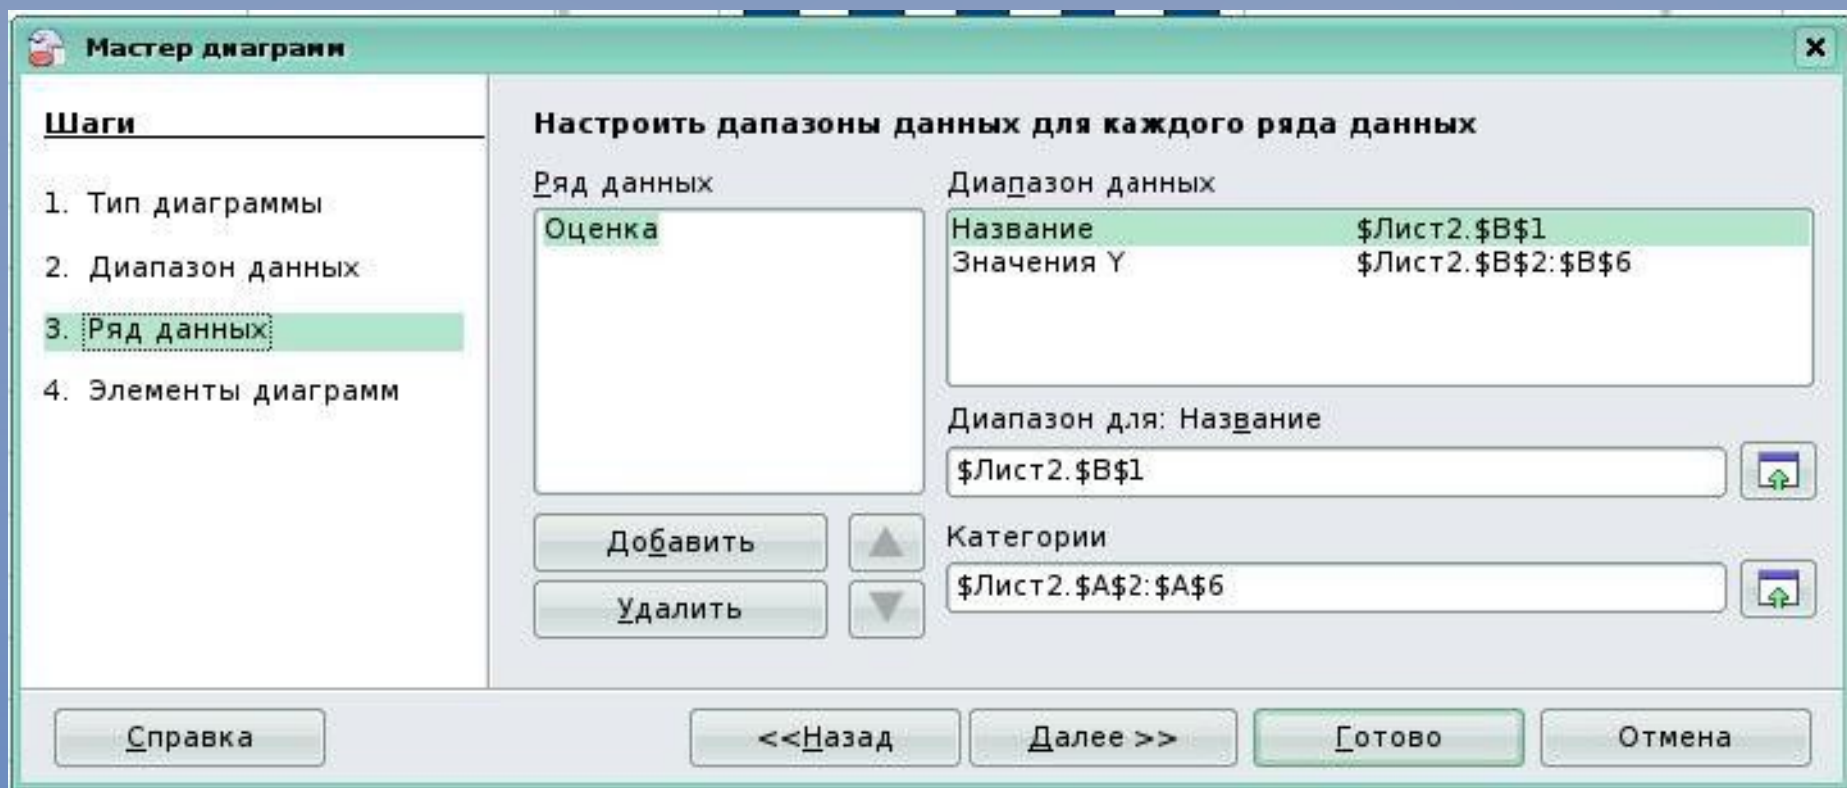 Мастер диаграмм
Шаги
1. Тип диаграммы
2. Диапазон данных
3. Ряд данных
4. Элементы диаграмм
Настроить дапазоны данных для каждого ряда данных
Ряд данных
Оценка
Добавить
Удалить
Диапазон данных
Название $Лист2.$B$1
Значения Y $Лист2.$B$2:$B$6
Диапазон для: Название
$Лист2.$B$1
Категории
$Лист2.$A$2:$A$6
Справка
<<Назад
Далее >>
Готово
Отмена